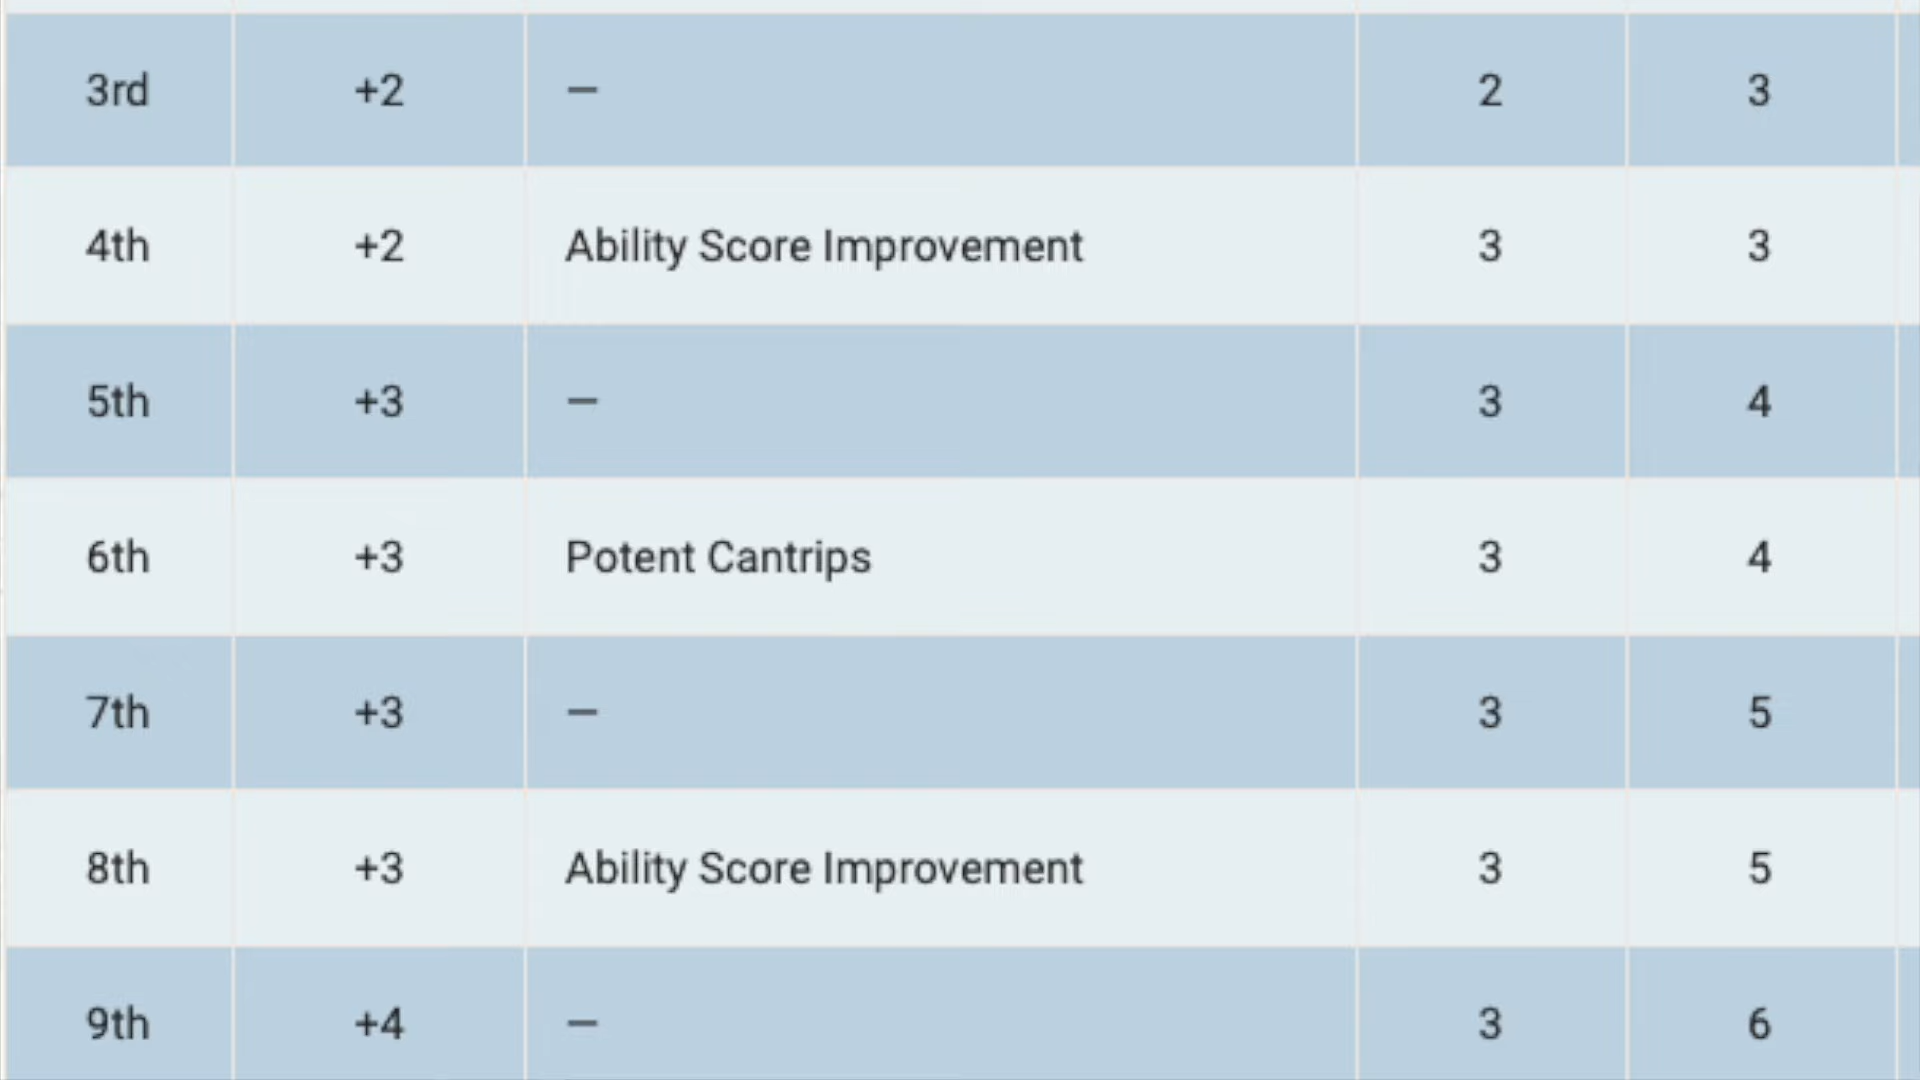 3rd +2 — 2 3
4th +2 Ability Score Improvement 3 3
5th +3 — 3 4
6th +3 Potent Cantrips 3 4
7th +3 — 3 5
8th +3 Ability Score Improvement 3 5
9th +4 — 3 6